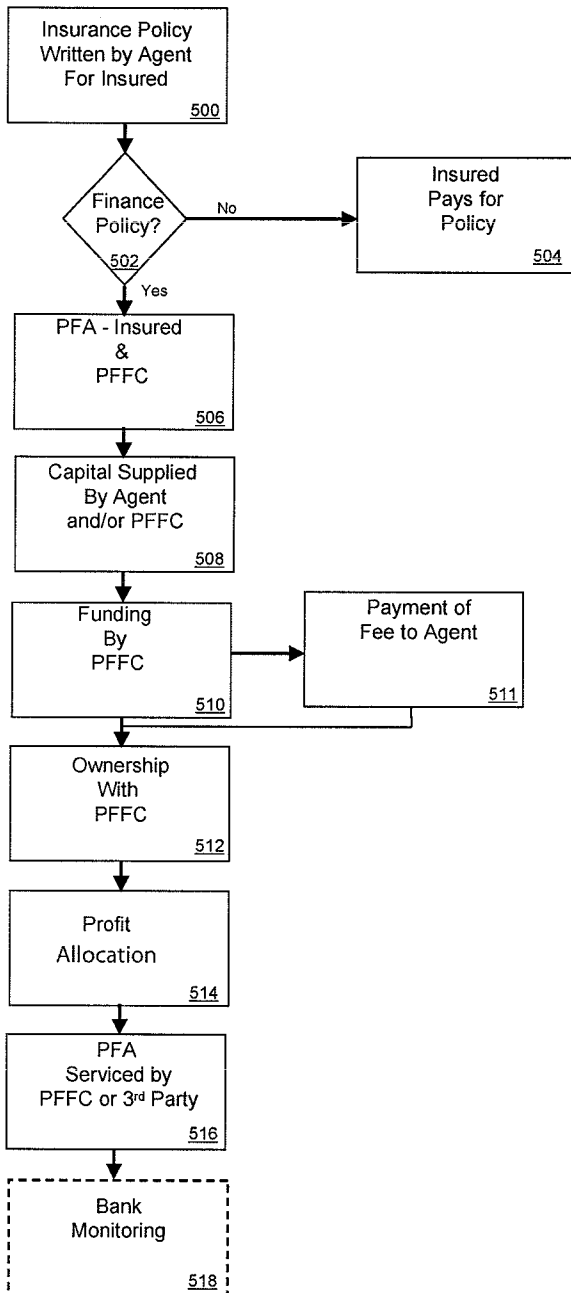 Insurance Policy
Written by Agent
For Insured
500
Finance
Policy?
502
No
Insured
Pays for
Policy
504
Yes
PFA - Insured
&
PFFC
506
Capital Supplied
By Agent
and/or PFFC
508
Funding
By
PFFC
510
Payment of
Fee to Agent
511
Ownership
With
PFFC
512
Profit
Allocation
514
PFA
Serviced by
PFFC or 3rd Party
516
Bank
Monitoring
518